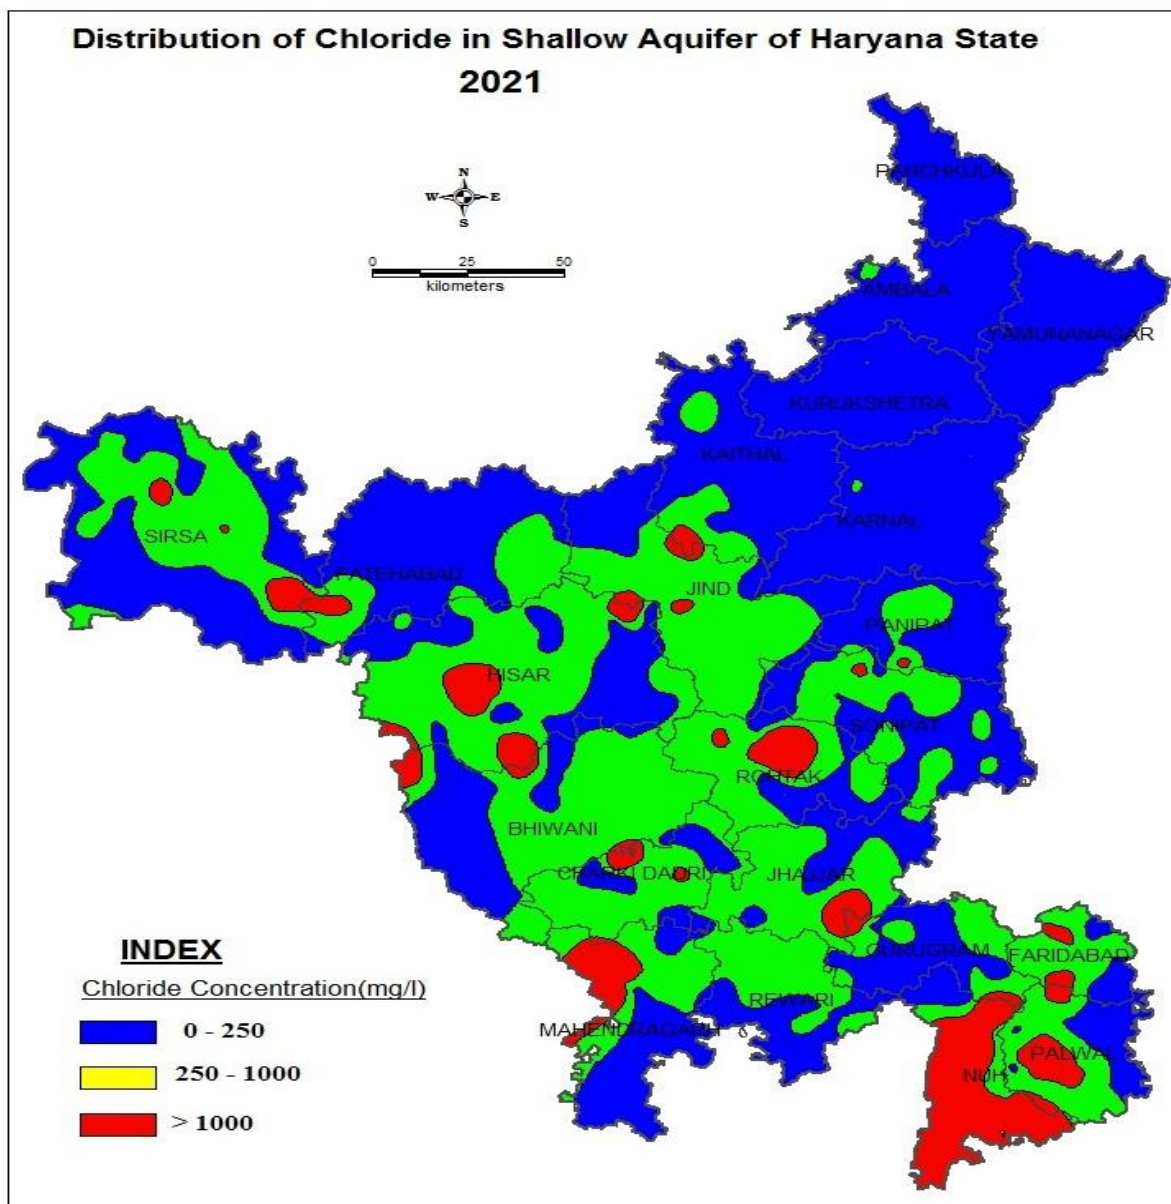 Distribution of Chloride in Shallow Aquifer of Haryana State
2021
N
W E
S
0 25 50
kilometers
PANCHKULA
AMBALA
YAMUNANAGAR
KURUKSHETRA
KAITHAL
KARNAL
SIRSA
FATEHABAD
JIND
PANIPAT
HISAR
SONIPAT
ROHTAK
BHIWANI
CHARKI DADRI
JHAJJAR
GURUGRAM
FARIDABAD
REWARI
MAHENDRAGARH
PALWAL
NUH
INDEX
Chloride Concentration(mg/l)
0 - 250
250 - 1000
> 1000